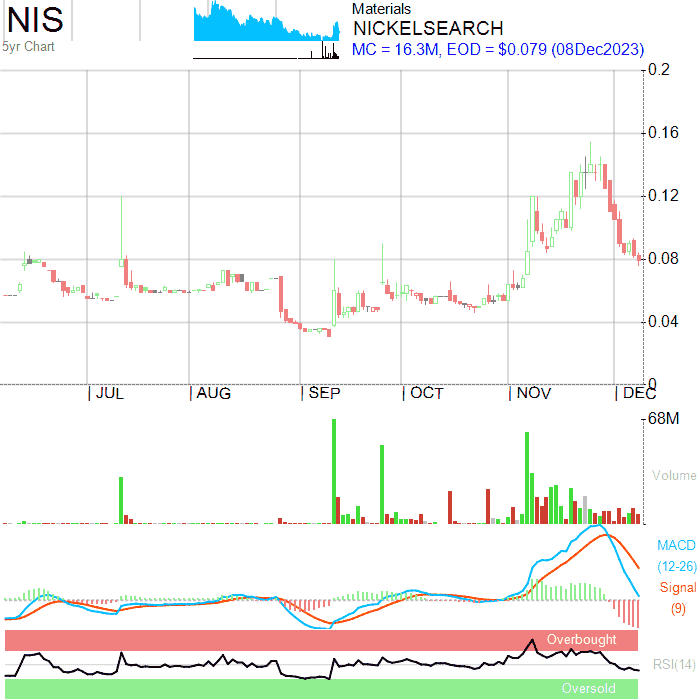 NIS
5yr Chart
Materials
NICKELSEARCH
MC = 16.3M, EOD = $0.079 (08Dec2023)
0.2
0.16
0.12
0.08
0.04
0
JUL AUG SEP OCT NOV DEC
68M
Volume
MACD
(12-26)
Signal
(9)
Overbought
RSI(14)
Oversold